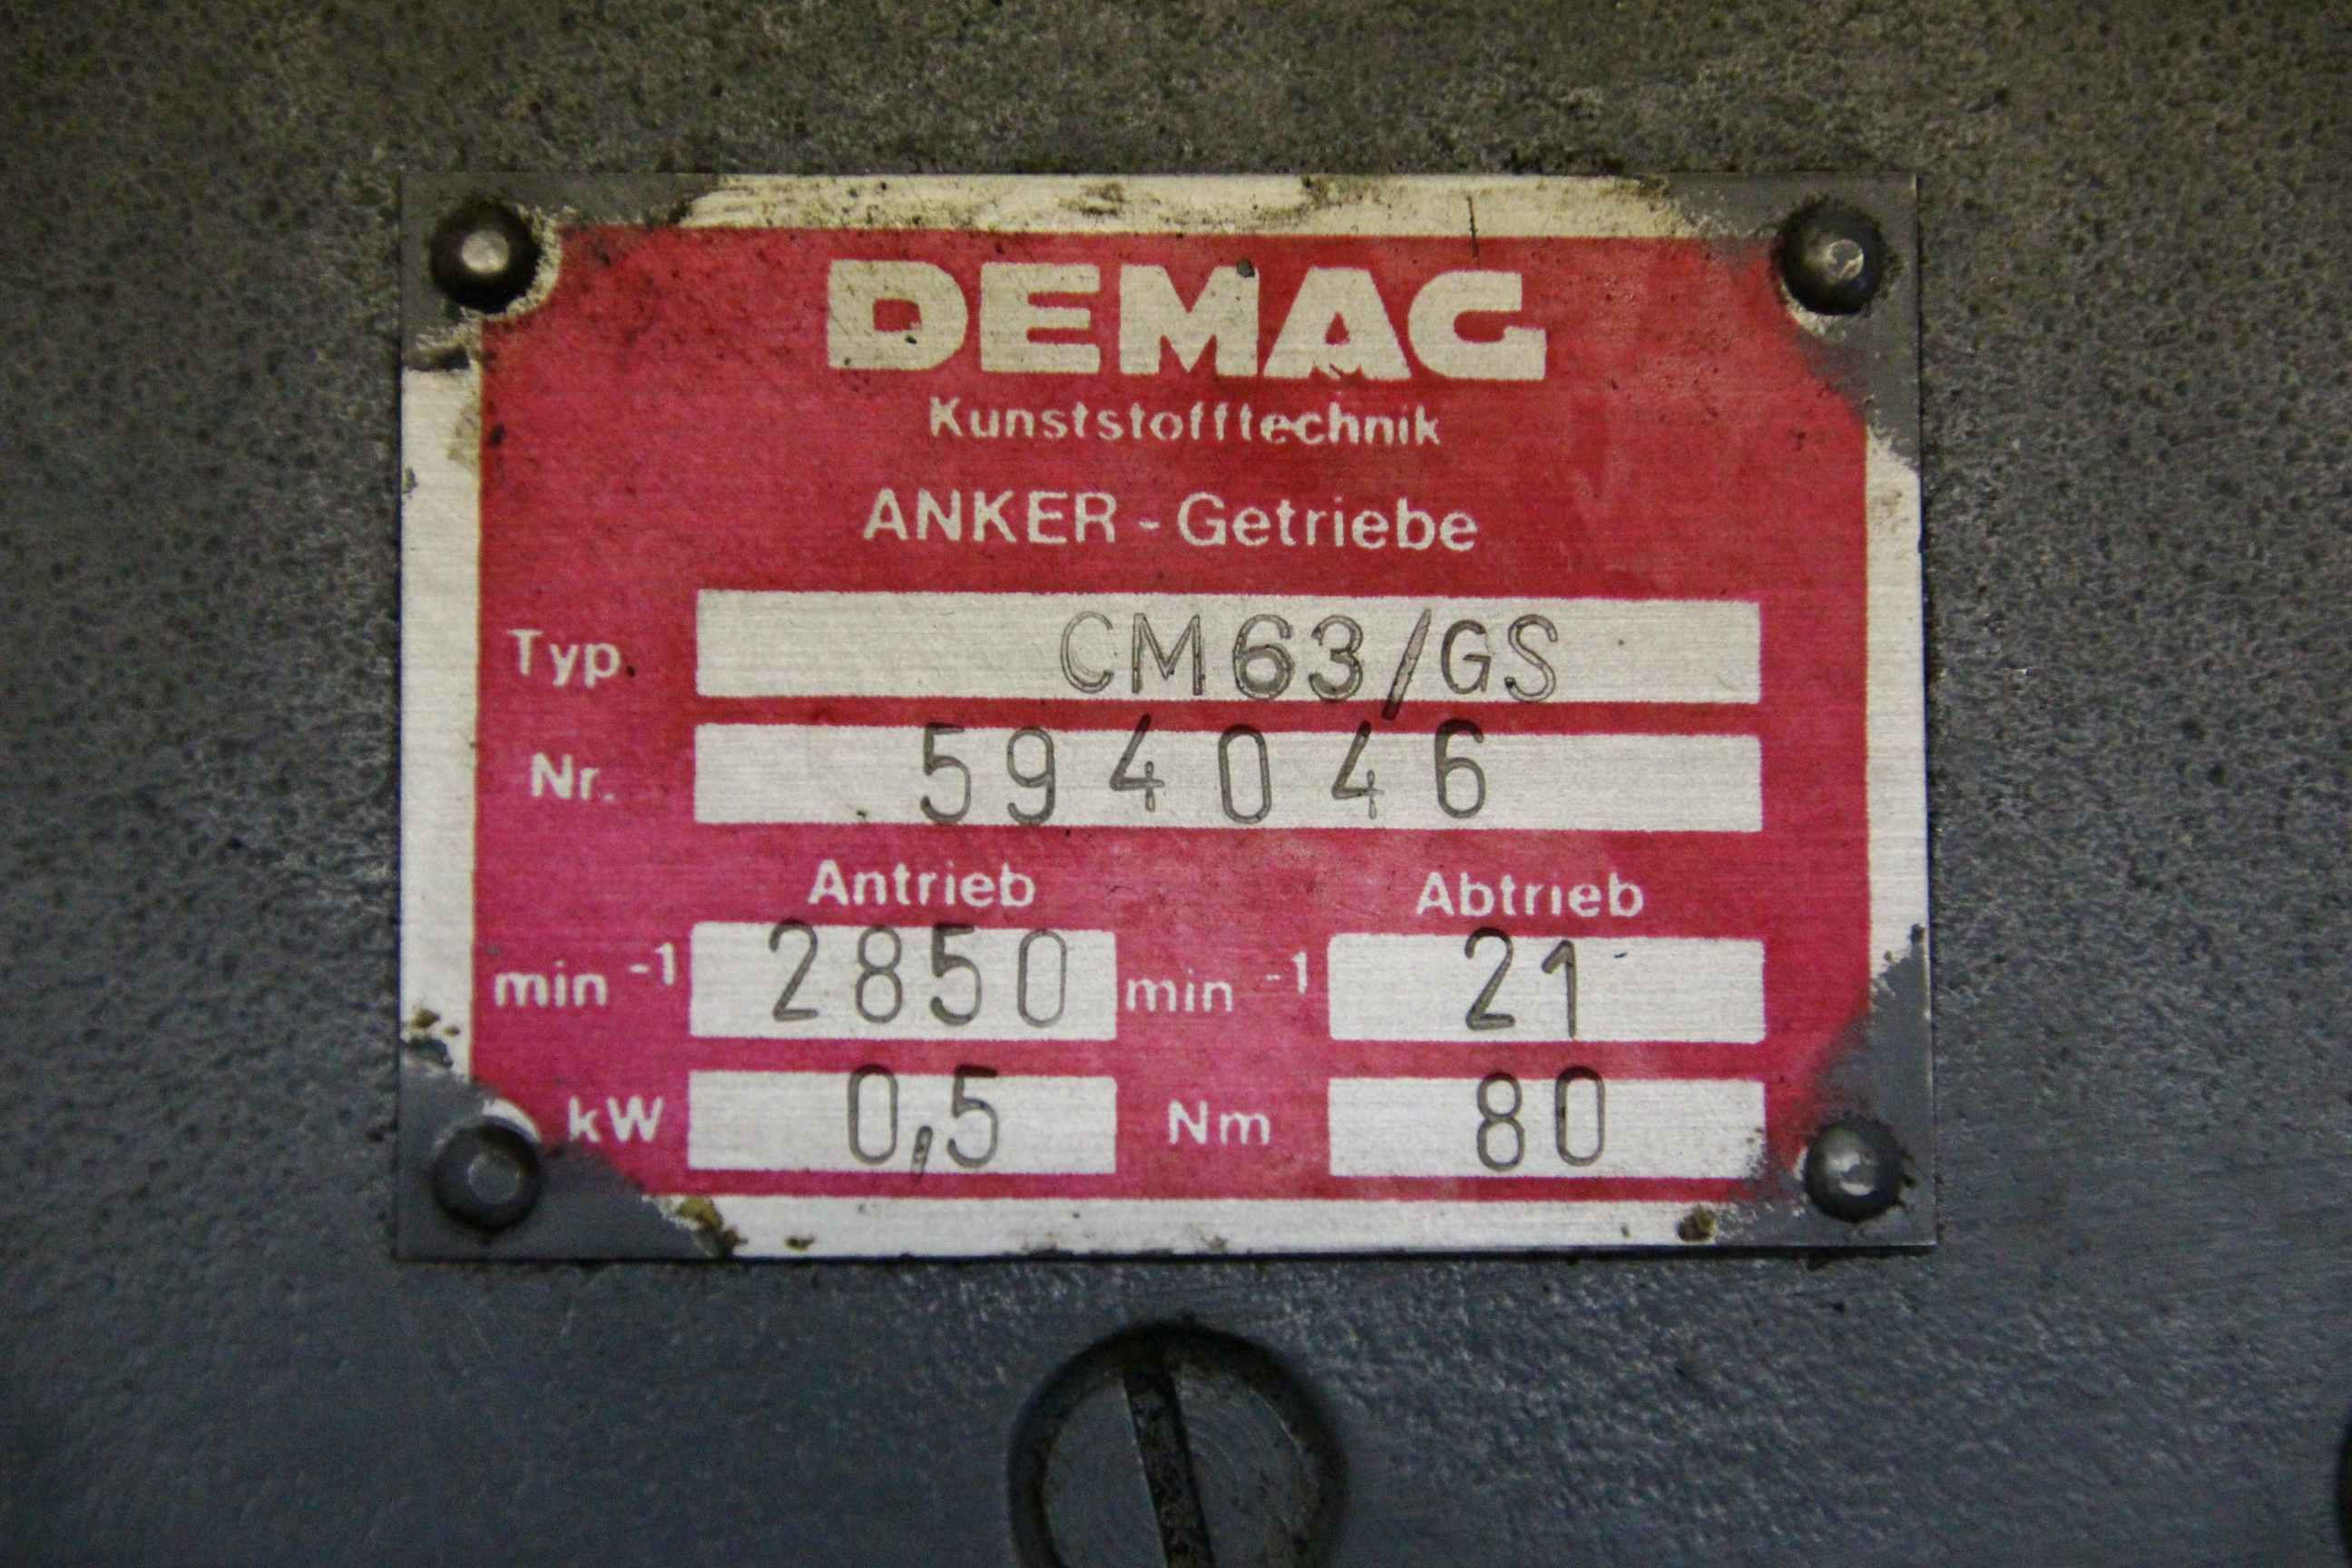 DEMAG
Kunststofftechnik
ANKER - Getriebe
Typ. CM63/GS
Nr. 594046
Antrieb Abtrieb
min -1 2850 min -1 21
kW 0,5 Nm 80